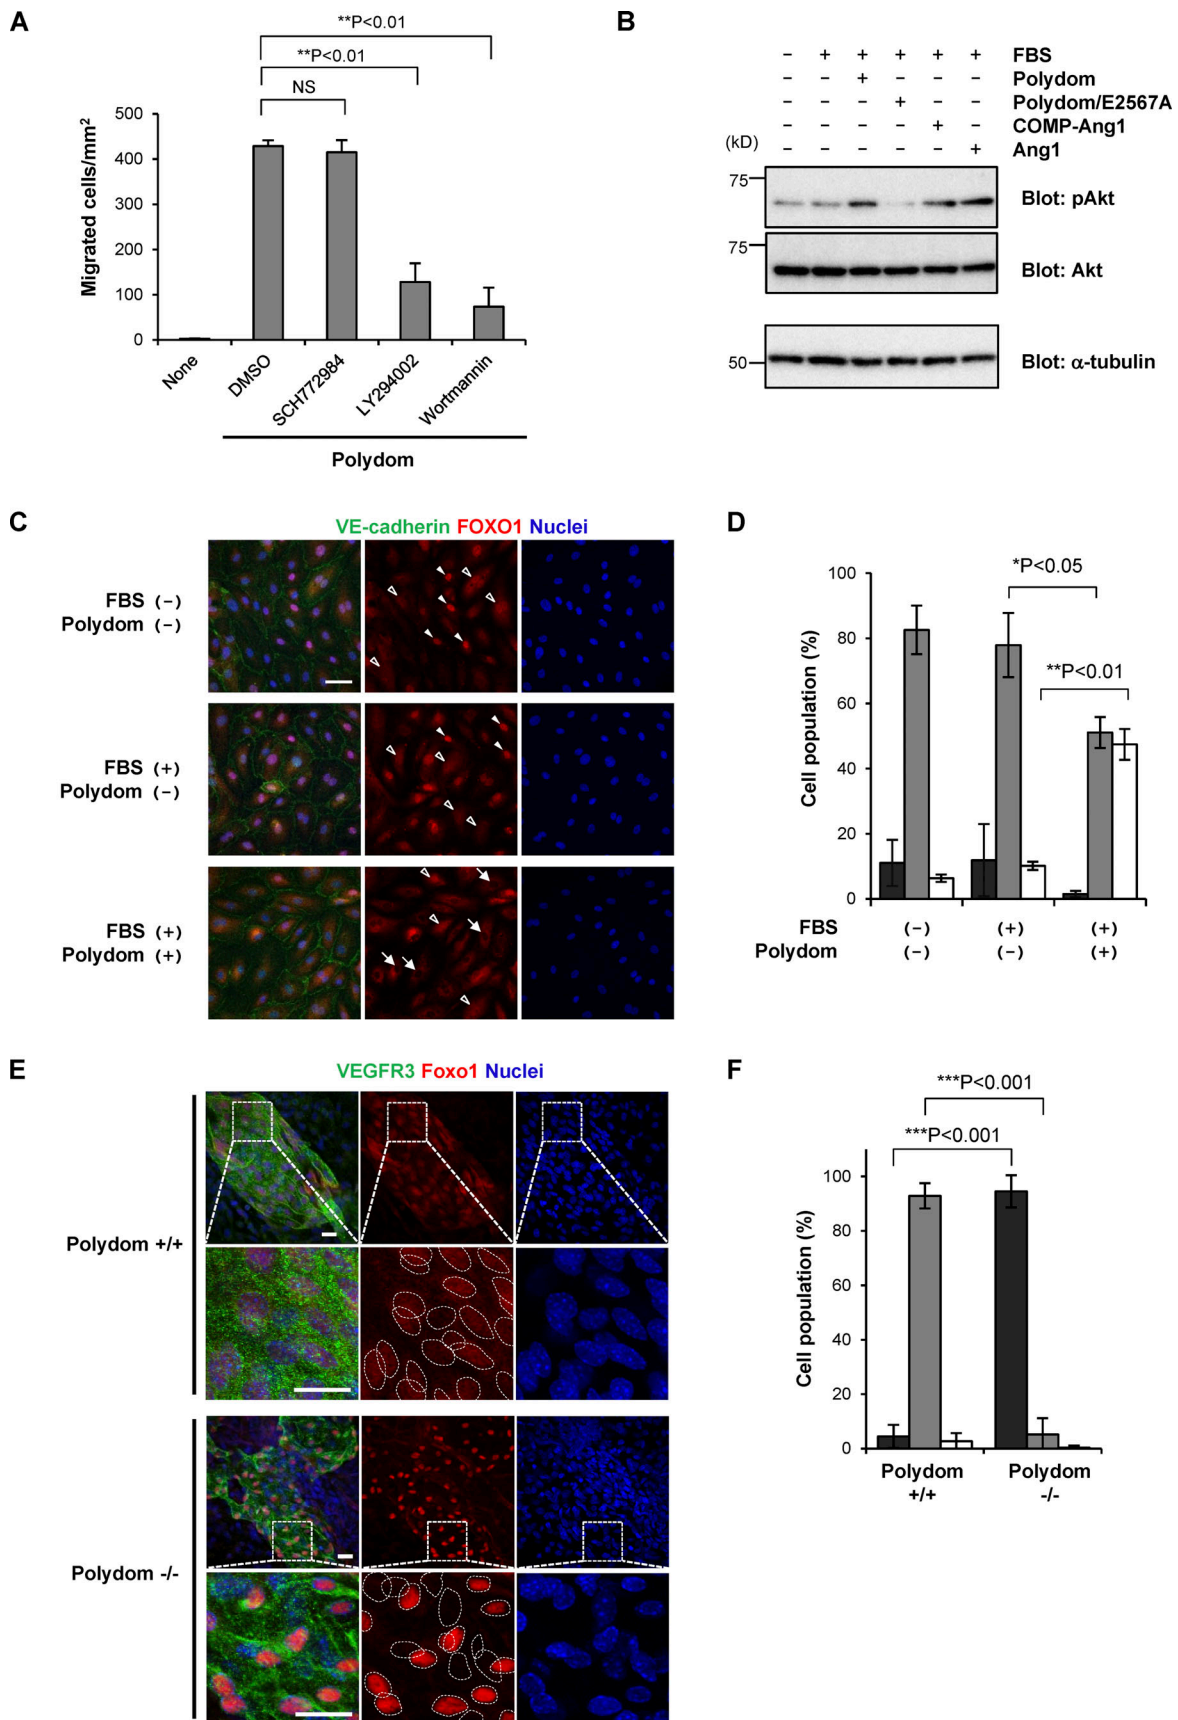 A
**P<0.01
**P<0.01
NS
500
400
300
200
100
0
Migrated cells/mm²
None
DMSO
SCH772984
LY294002
Wortmannin
Polydom
B
− + + + + + FBS
− − + − − − Polydom
− − − + − − Polydom/E2567A
− − − − + − COMP-Ang1
− − − − − + Ang1
(kD)
75
Blot: pAkt
75
Blot: Akt
50
Blot: α-tubulin
C
VE-cadherin FOXO1 Nuclei
FBS (−)
Polydom (−)
FBS (+)
Polydom (−)
FBS (+)
Polydom (+)
D
*P<0.05
**P<0.01
100
80
60
40
20
0
Cell population (%)
FBS (−) (+) (+)
Polydom (−) (−) (+)
E
VEGFR3 Foxo1 Nuclei
Polydom +/+
Polydom -/-
F
***P<0.001
***P<0.001
100
80
60
40
20
0
Cell population (%)
Polydom Polydom
+/+ -/-